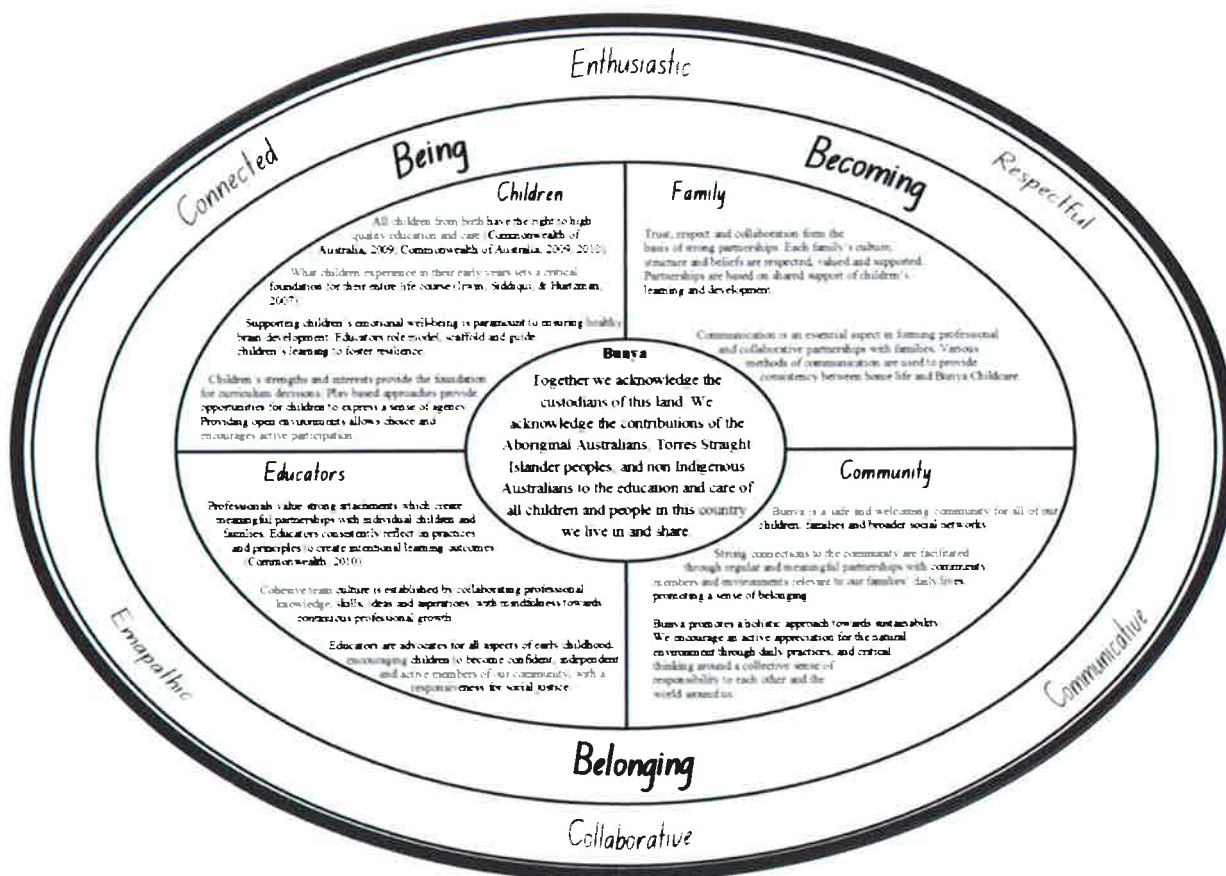 Enthusiastic
Connected
Respectful
Being
Becoming
Children
All children from birth have the right to high
quality education and care (Commonwealth of
Australia, 2009, Commonwealth of Australia, 2009, 2010)
What children experience in their early years sets a critical
foundation for their entire life course (Irwin, Siddiqui, & Hertzman,
2007).
Supporting children's emotional well-being is paramount to ensuring healthy
brain development. Educators role model, scaffold and guide
children's learning to foster resilience.
Children's strengths and interests provide the foundation
for curriculum decisions. Play based approaches provide
opportunities for children to express a sense of agency.
Providing open environments allows choice and
encourages active participation.
Family
Trust, respect and collaboration form the
basis of strong partnerships. Each family's culture,
structure and beliefs are respected, valued and supported.
Partnerships are based on shared support of children's
learning and development.
Communication is an essential aspect in forming professional
and collaborative partnerships with families. Various
methods of communication are used to provide
consistency between home life and Bunya Childcare.
Bunya
Together we acknowledge the
custodians of this land. We
acknowledge the contributions of the
Aboriginal Australians, Torres Straight
Islander peoples, and non Indigenous
Australians to the education and care of
all children and people in this country
we live in and share.
Educators
Professionals value strong attachments which create
meaningful partnerships with individual children and
families. Educators consistently reflect on practices
and principles to create intentional learning outcomes
(Commonwealth, 2010)
Cohesive team culture is established by collaborating professional
knowledge, skills, ideas and aspirations, with mindfulness towards
continuous professional growth.
Educators are advocates for all aspects of early childhood,
encouraging children to become confident, independent
and active members of our community, with a
responsiveness for social justice.
Community
Bunya is a safe and welcoming community for all of our
children, families and broader social networks.
Strong connections to the community are facilitated
through regular and meaningful partnerships with community
members and environments relevant to our families' daily lives,
promoting a sense of belonging.
Bunya promotes a holistic approach towards sustainability.
We encourage an active appreciation for the natural
environment through daily practices, and critical
thinking around a collective sense of
responsibility to each other and the
world around us.
Emapathic
Communicative
Belonging
Collaborative